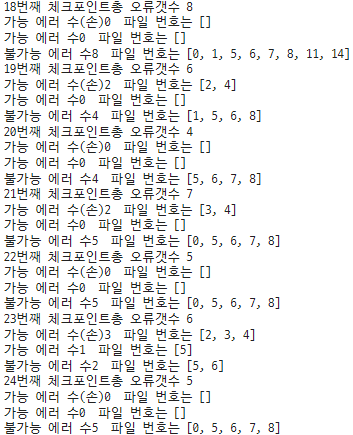 18번째 체크포인트총 오류갯수 8
가능 에러 수(손)0  파일 번호는 []
가능 에러 수0  파일 번호는 []
불가능 에러 수8  파일 번호는 [0, 1, 5, 6, 7, 8, 11, 14]
19번째 체크포인트총 오류갯수 6
가능 에러 수(손)2  파일 번호는 [2, 4]
가능 에러 수0  파일 번호는 []
불가능 에러 수4  파일 번호는 [1, 5, 6, 8]
20번째 체크포인트총 오류갯수 4
가능 에러 수(손)0  파일 번호는 []
가능 에러 수0  파일 번호는 []
불가능 에러 수4  파일 번호는 [5, 6, 7, 8]
21번째 체크포인트총 오류갯수 7
가능 에러 수(손)2  파일 번호는 [3, 4]
가능 에러 수0  파일 번호는 []
불가능 에러 수5  파일 번호는 [0, 5, 6, 7, 8]
22번째 체크포인트총 오류갯수 5
가능 에러 수(손)0  파일 번호는 []
가능 에러 수0  파일 번호는 []
불가능 에러 수5  파일 번호는 [0, 5, 6, 7, 8]
23번째 체크포인트총 오류갯수 6
가능 에러 수(손)3  파일 번호는 [2, 3, 4]
가능 에러 수1  파일 번호는 [5]
불가능 에러 수2  파일 번호는 [5, 6]
24번째 체크포인트총 오류갯수 5
가능 에러 수(손)0  파일 번호는 []
가능 에러 수0  파일 번호는 []
불가능 에러 수5  파일 번호는 [0, 5, 6, 7, 8]